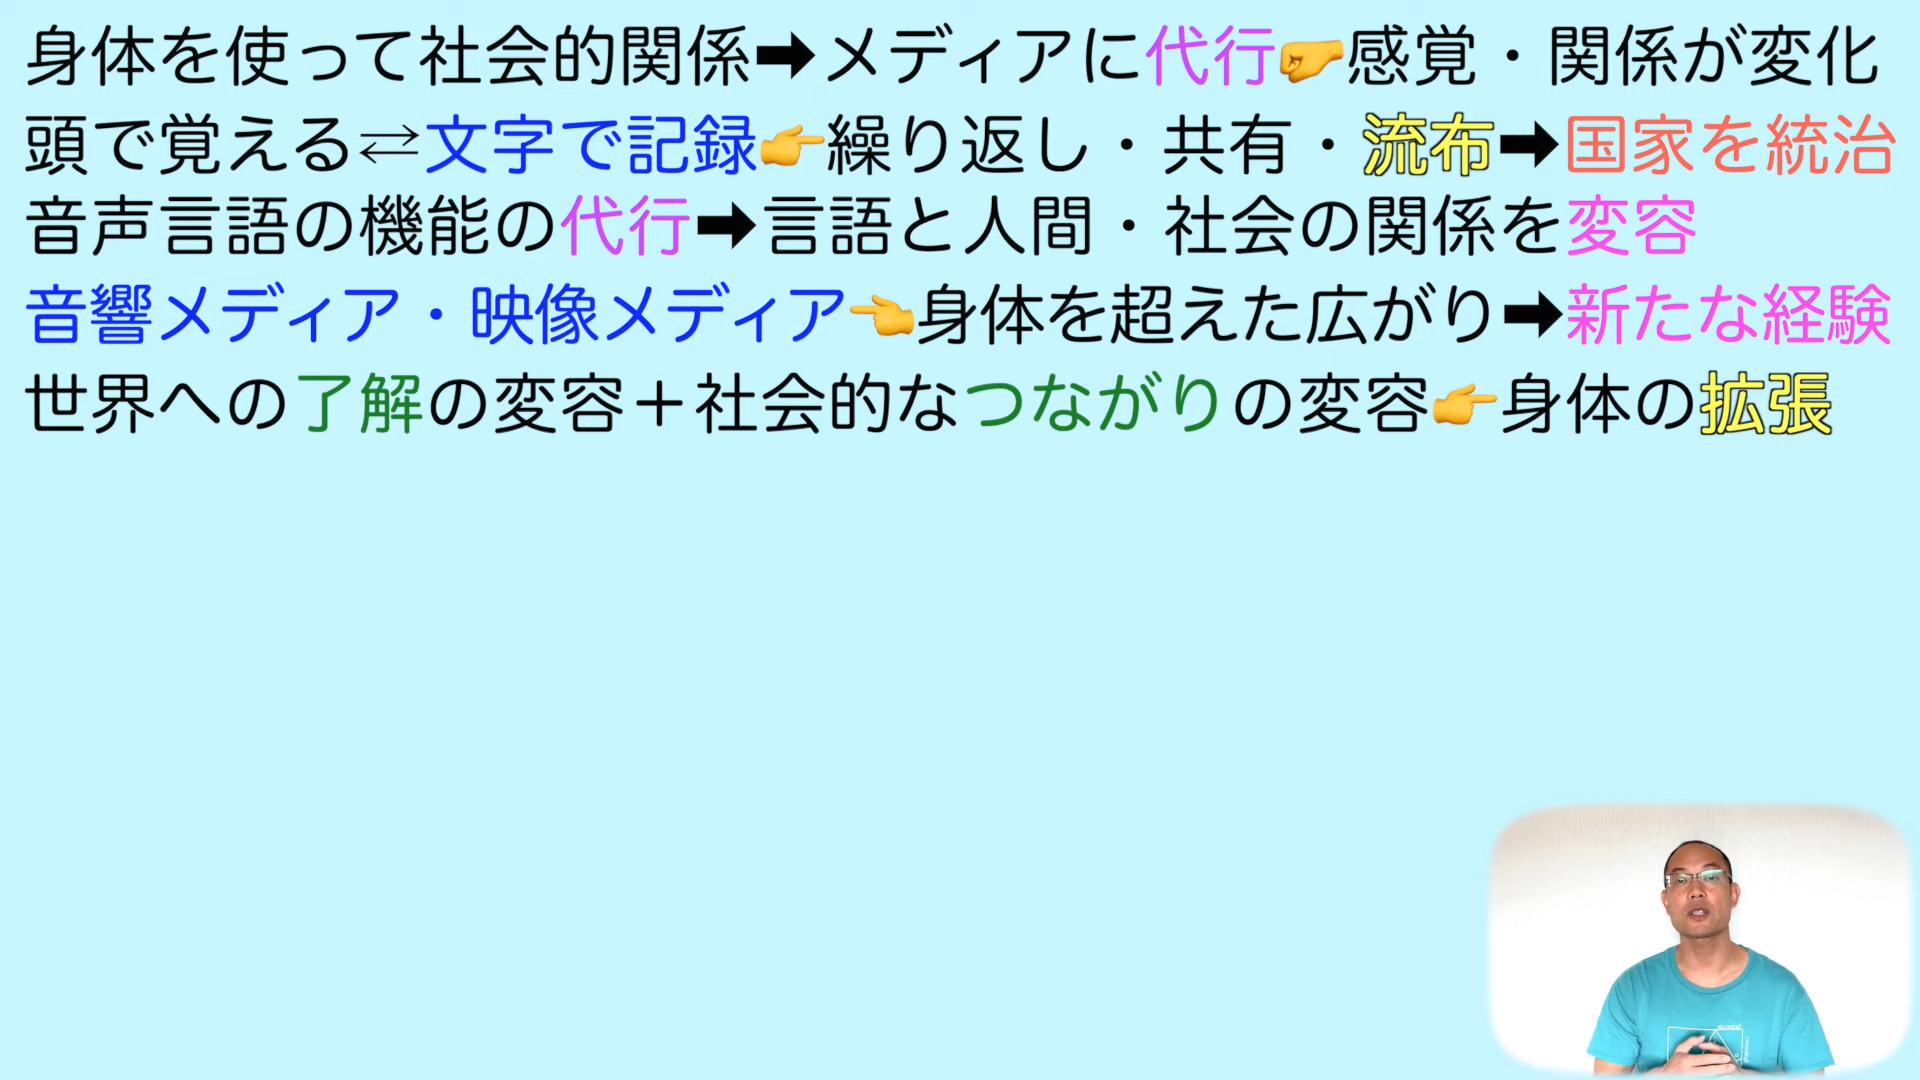 身体を使って社会的関係➡メディアに代行🤛感覚・関係が変化
頭で覚える⇄文字で記録👉繰り返し・共有・流布➡国家を統治
音声言語の機能の代行➡言語と人間・社会の関係を変容
音響メディア・映像メディア👈身体を超えた広がり➡新たな経験
世界への了解の変容＋社会的なつながりの変容👉身体の拡張